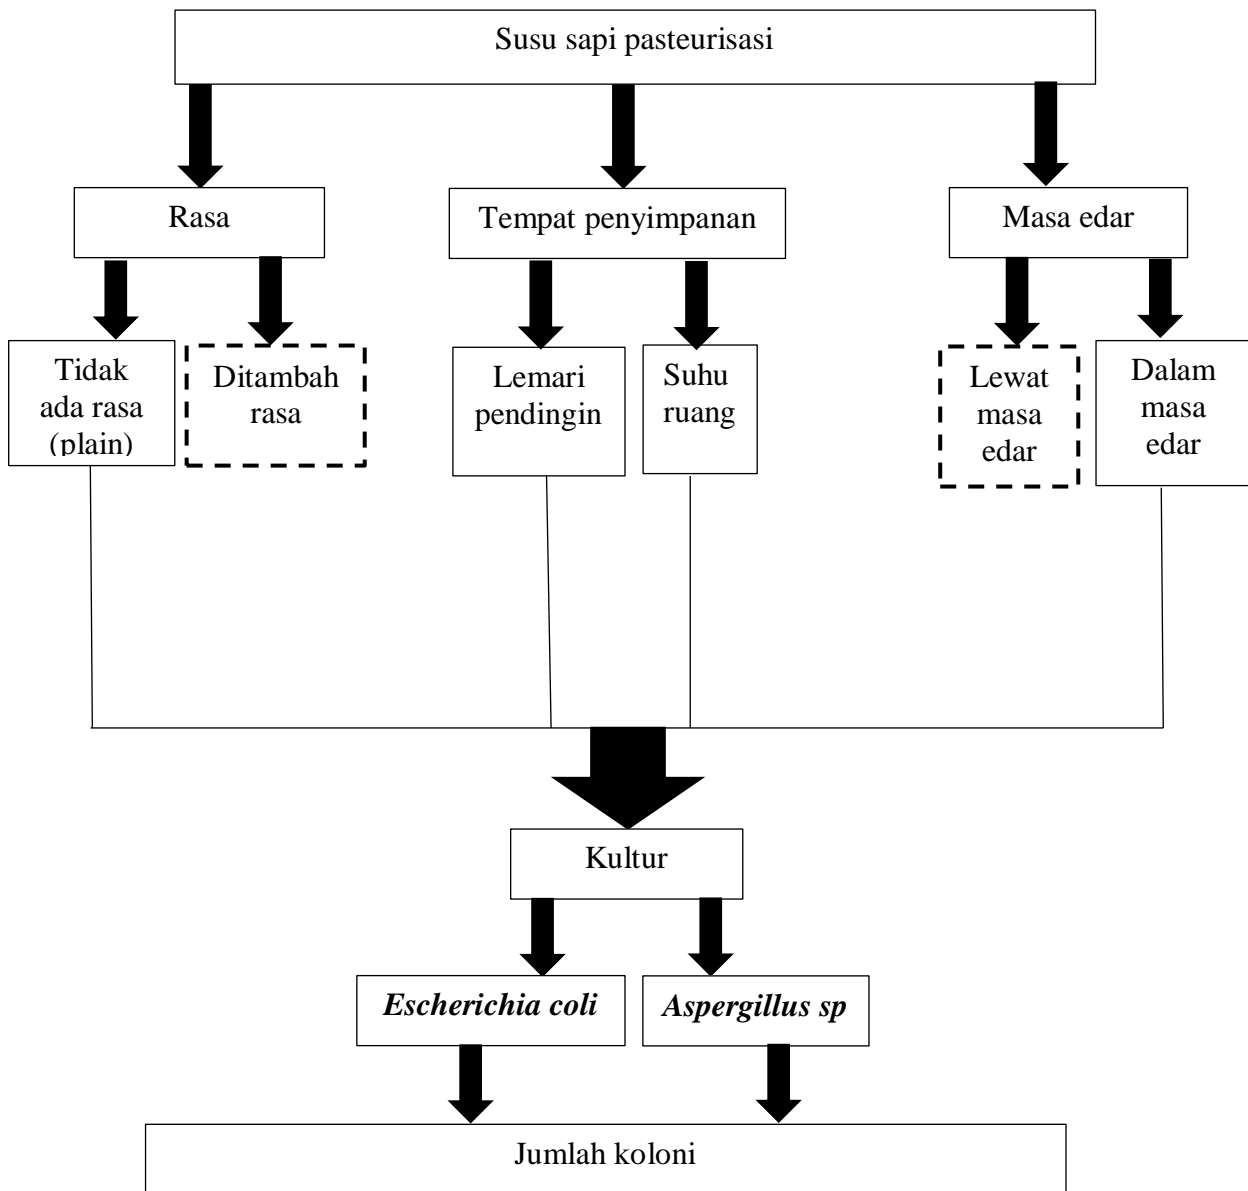 Susu sapi pasteurisasi
Rasa
Tempat penyimpanan
Masa edar
Tidak
ada rasa
(plain)
Ditambah
rasa
Lemari
pendingin
Suhu
ruang
Lewat
masa
edar
Dalam
masa
edar
Kultur
Escherichia coli
Aspergillus sp
Jumlah koloni